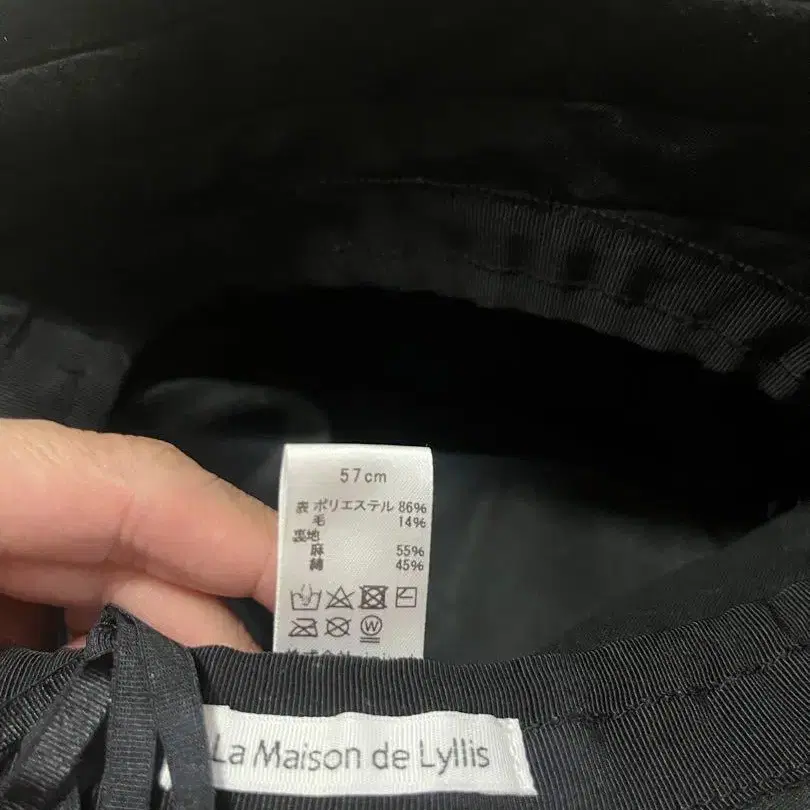 57cm
表 ポリエステル 86%
毛 14%
裏地
麻 55%
綿 45%
W
La Maison de Lyllis